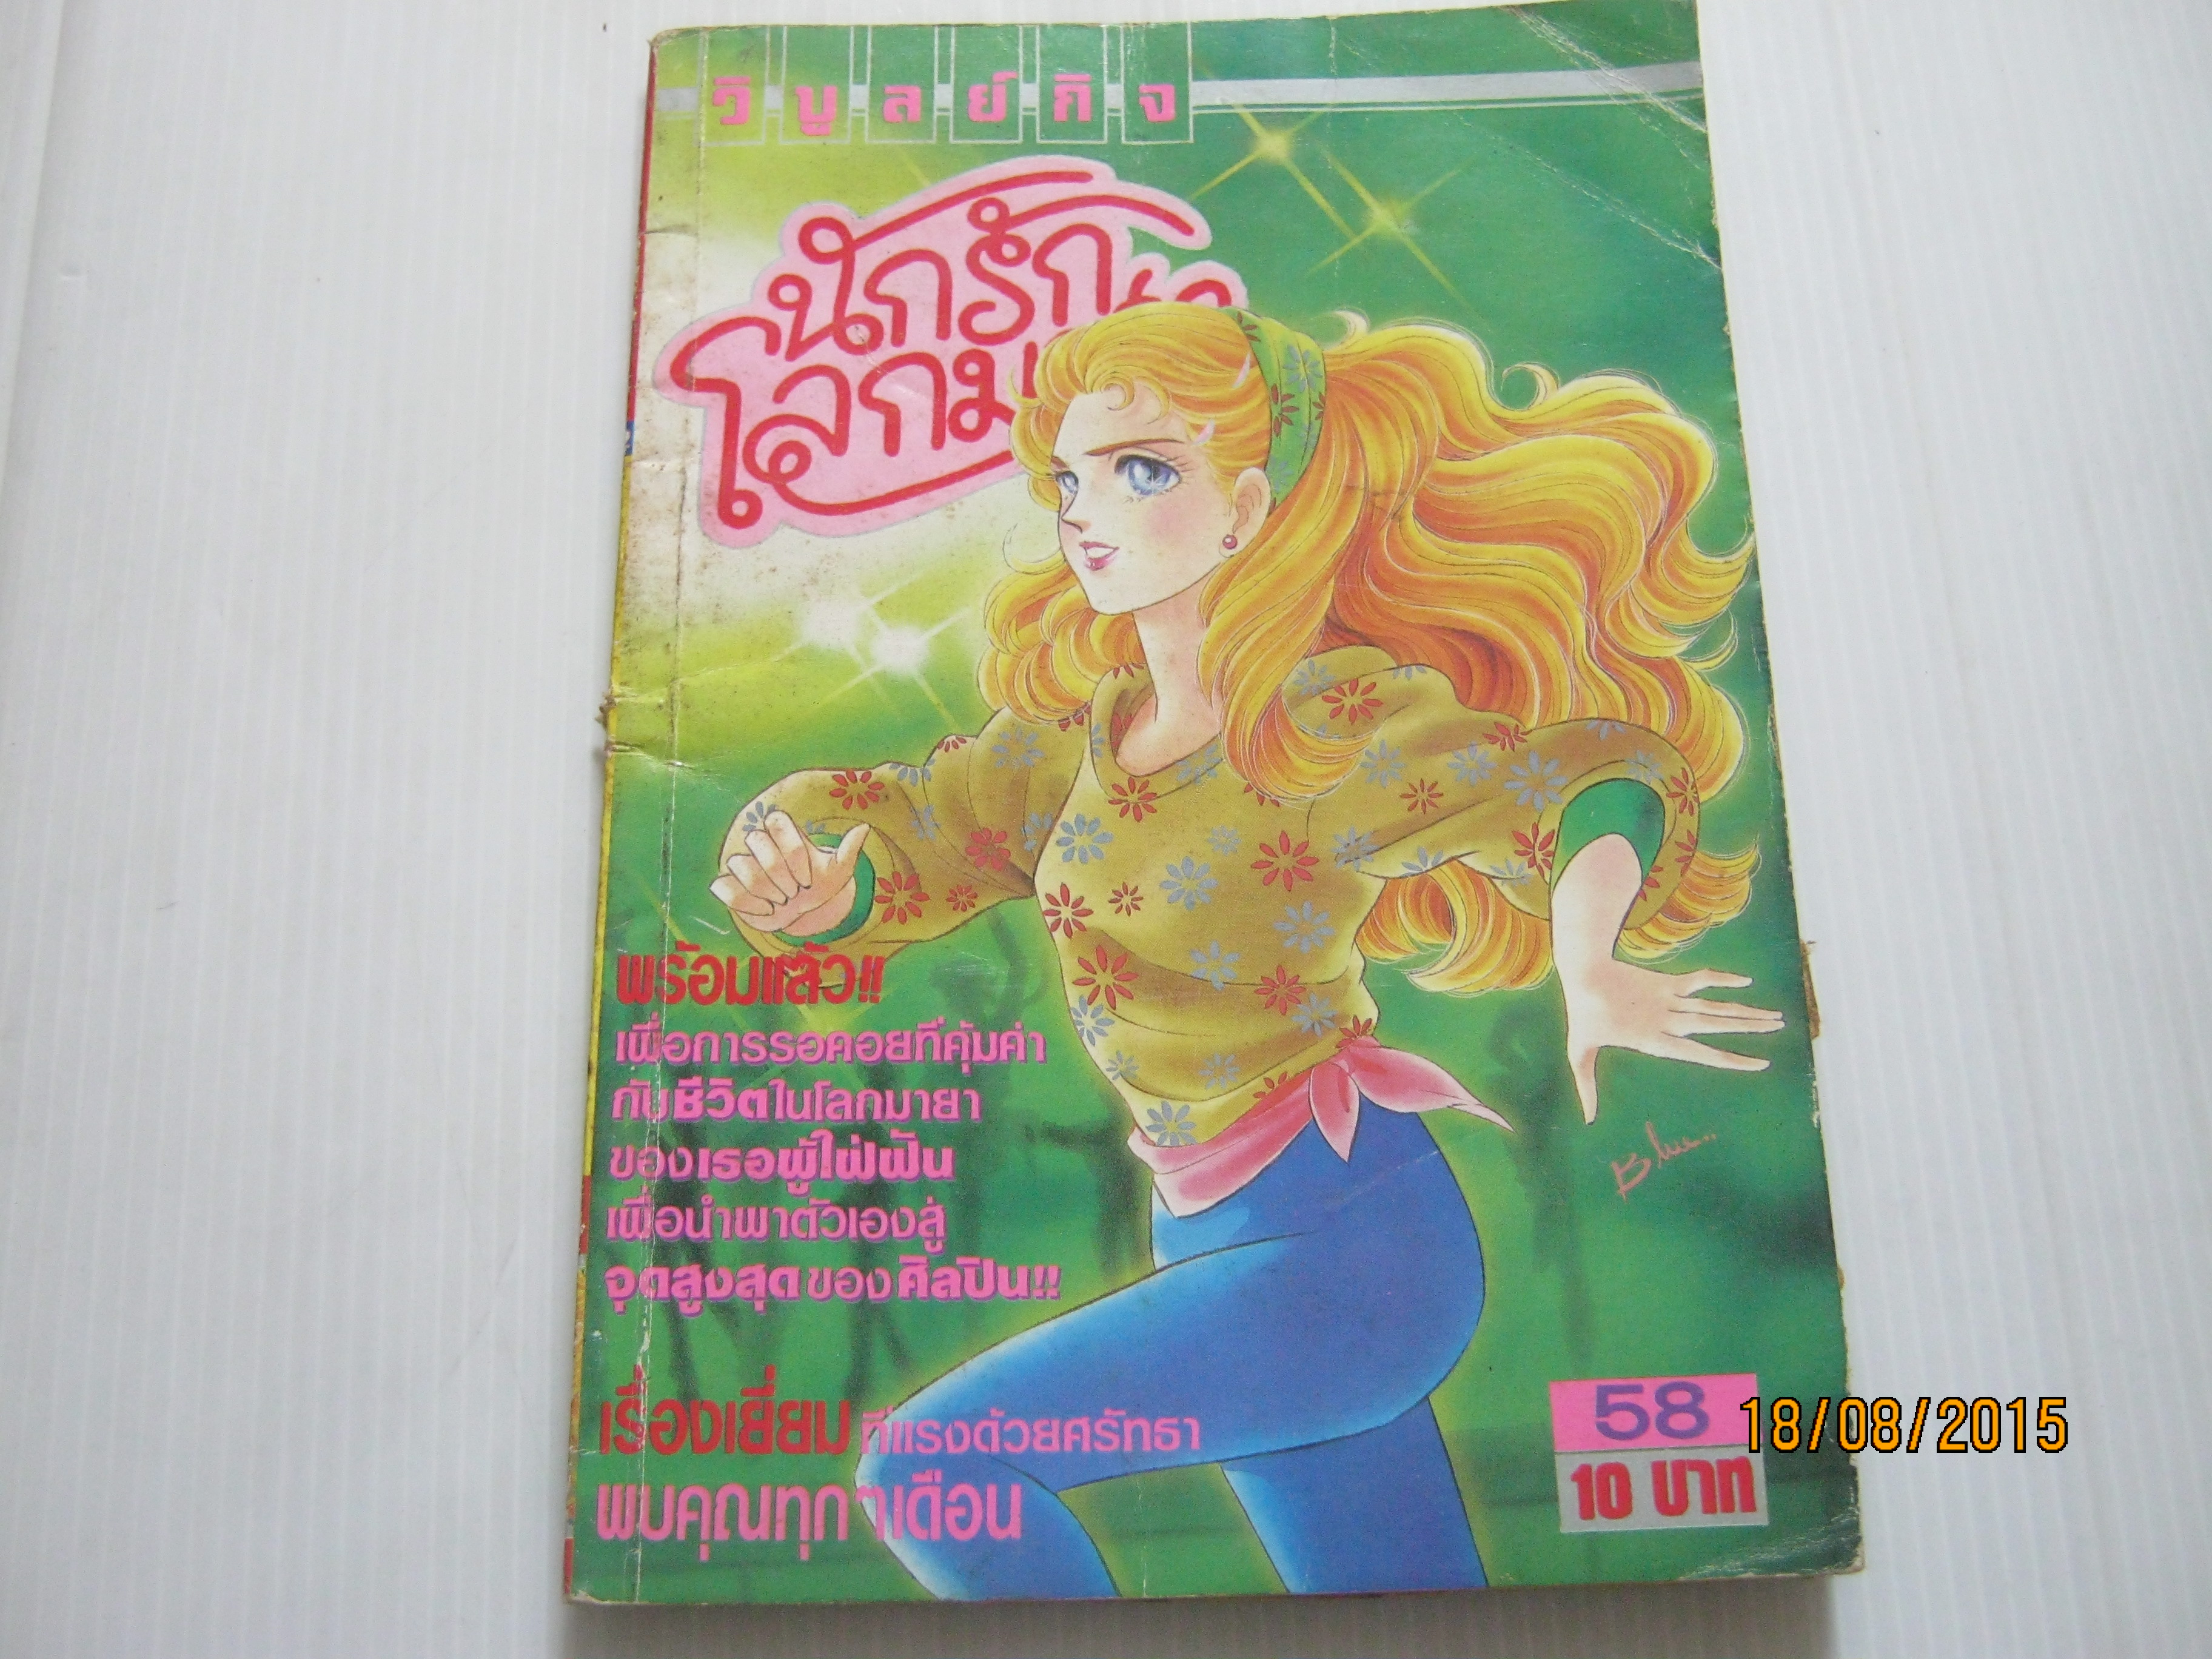 วิบูลย์กิจ
นักรัก
โลกม
พร้อมแล้ว!!
เพื่อการรอคอยที่คุ้มค่า
กับชีวิตในโลกมายา
ของเธอผู้ใฝ่ฝัน
เพื่อนำพาตัวเองสู่
จุดสูงสุดของศิลปิน!!
เรื่องเยี่ยมที่แรงด้วยศรัทธา
พบคุณทุกๆเดือน
Blue..
58
10 บาท
18/08/2015